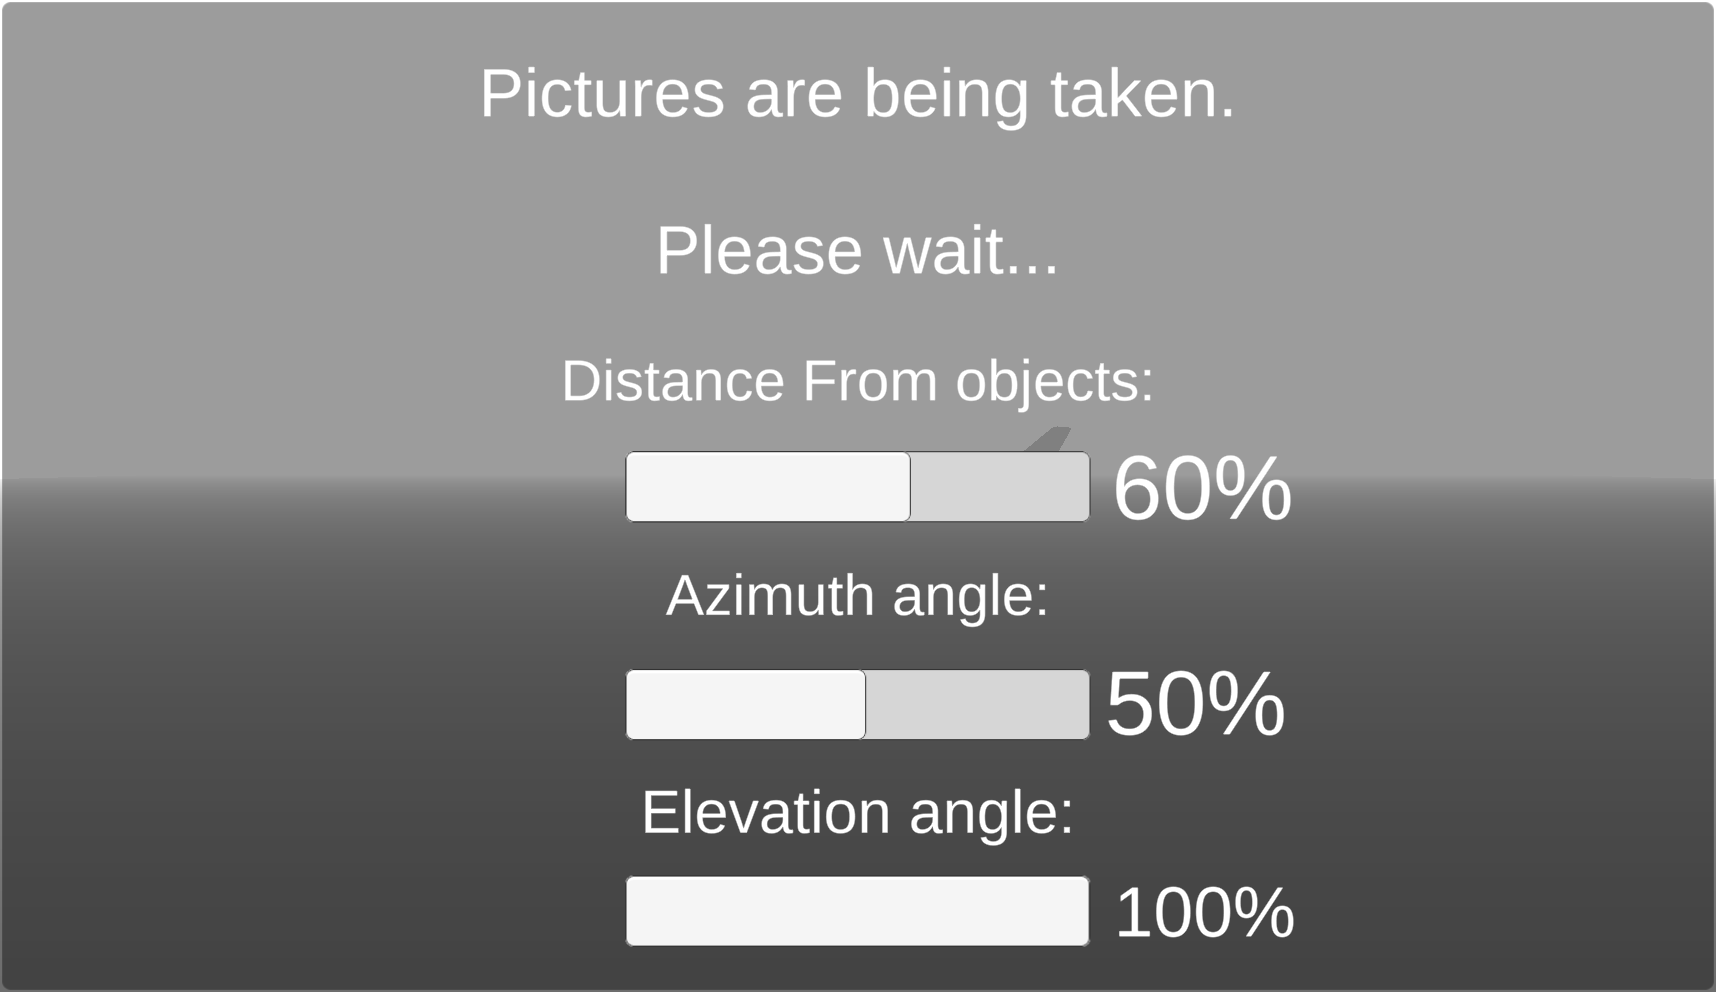 Pictures are being taken.
Please wait...
Distance From objects:
60%
Azimuth angle:
50%
Elevation angle:
100%